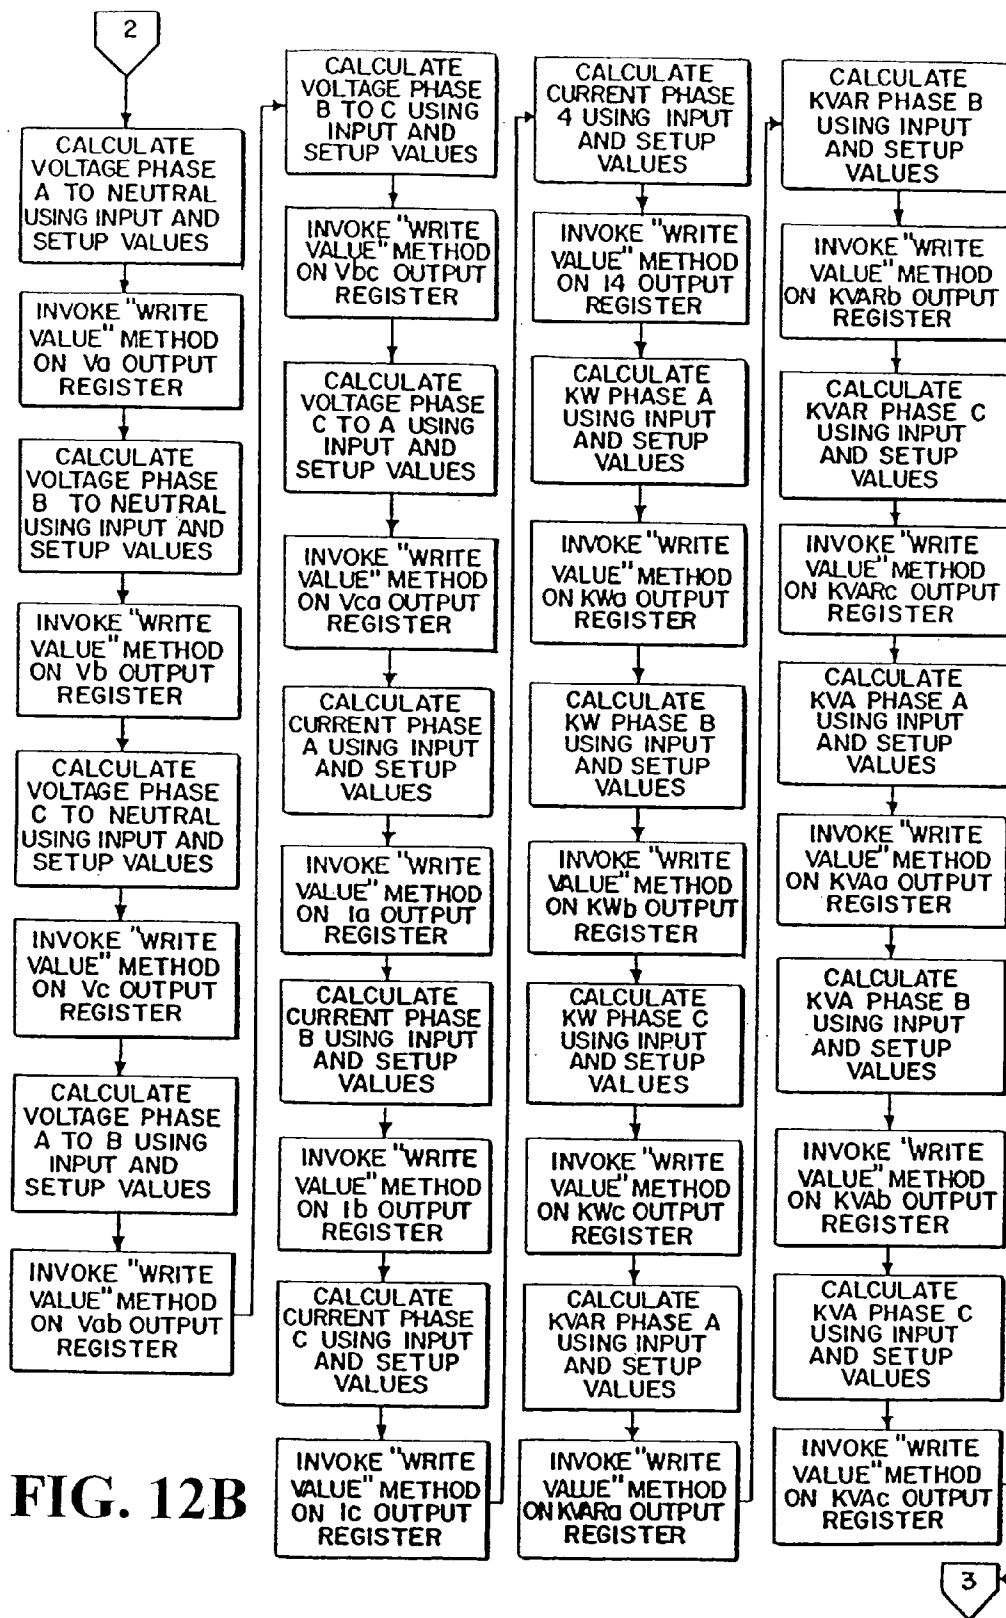 2
CALCULATE
VOLTAGE PHASE
A TO NEUTRAL
USING INPUT AND
SETUP VALUES
INVOKE "WRITE
VALUE" METHOD
ON Va OUTPUT
REGISTER
CALCULATE
VOLTAGE PHASE
B TO NEUTRAL
USING INPUT AND
SETUP VALUES
INVOKE "WRITE
VALUE" METHOD
ON Vb OUTPUT
REGISTER
CALCULATE
VOLTAGE PHASE
C TO NEUTRAL
USING INPUT AND
SETUP VALUES
INVOKE "WRITE
VALUE" METHOD
ON Vc OUTPUT
REGISTER
CALCULATE
VOLTAGE PHASE
A TO B USING
INPUT AND
SETUP VALUES
INVOKE "WRITE
VALUE" METHOD
ON Vab OUTPUT
REGISTER
CALCULATE
VOLTAGE PHASE
B TO C USING
INPUT AND
SETUP VALUES
INVOKE "WRITE
VALUE" METHOD
ON Vbc OUTPUT
REGISTER
CALCULATE
VOLTAGE PHASE
C TO A USING
INPUT AND
SETUP VALUES
INVOKE "WRITE
VALUE" METHOD
ON Vca OUTPUT
REGISTER
CALCULATE
CURRENT PHASE
A USING INPUT
AND SETUP
VALUES
INVOKE "WRITE
VALUE" METHOD
ON Ia OUTPUT
REGISTER
CALCULATE
CURRENT PHASE
B USING INPUT
AND SETUP
VALUES
INVOKE "WRITE
VALUE" METHOD
ON Ib OUTPUT
REGISTER
CALCULATE
CURRENT PHASE
C USING INPUT
AND SETUP
VALUES
INVOKE "WRITE
VALUE" METHOD
ON Ic OUTPUT
REGISTER
CALCULATE
CURRENT PHASE
4 USING INPUT
AND SETUP
VALUES
INVOKE "WRITE
VALUE" METHOD
ON I4 OUTPUT
REGISTER
CALCULATE
KW PHASE A
USING INPUT
AND SETUP
VALUES
INVOKE "WRITE
VALUE" METHOD
ON KWa OUTPUT
REGISTER
CALCULATE
KW PHASE B
USING INPUT
AND SETUP
VALUES
INVOKE "WRITE
VALUE" METHOD
ON KWb OUTPUT
REGISTER
CALCULATE
KW PHASE C
USING INPUT
AND SETUP
VALUES
INVOKE "WRITE
VALUE" METHOD
ON KWc OUTPUT
REGISTER
CALCULATE
KVAR PHASE A
USING INPUT
AND SETUP
VALUES
INVOKE "WRITE
VALUE" METHOD
ON KVARa OUTPUT
REGISTER
CALCULATE
KVAR PHASE B
USING INPUT
AND SETUP
VALUES
INVOKE "WRITE
VALUE" METHOD
ON KVARb OUTPUT
REGISTER
CALCULATE
KVAR PHASE C
USING INPUT
AND SETUP
VALUES
INVOKE "WRITE
VALUE" METHOD
ON KVARc OUTPUT
REGISTER
CALCULATE
KVA PHASE A
USING INPUT
AND SETUP
VALUES
INVOKE "WRITE
VALUE" METHOD
ON KVAa OUTPUT
REGISTER
CALCULATE
KVA PHASE B
USING INPUT
AND SETUP
VALUES
INVOKE "WRITE
VALUE" METHOD
ON KVAb OUTPUT
REGISTER
CALCULATE
KVA PHASE C
USING INPUT
AND SETUP
VALUES
INVOKE "WRITE
VALUE" METHOD
ON KVAc OUTPUT
REGISTER
3
FIG. 12B